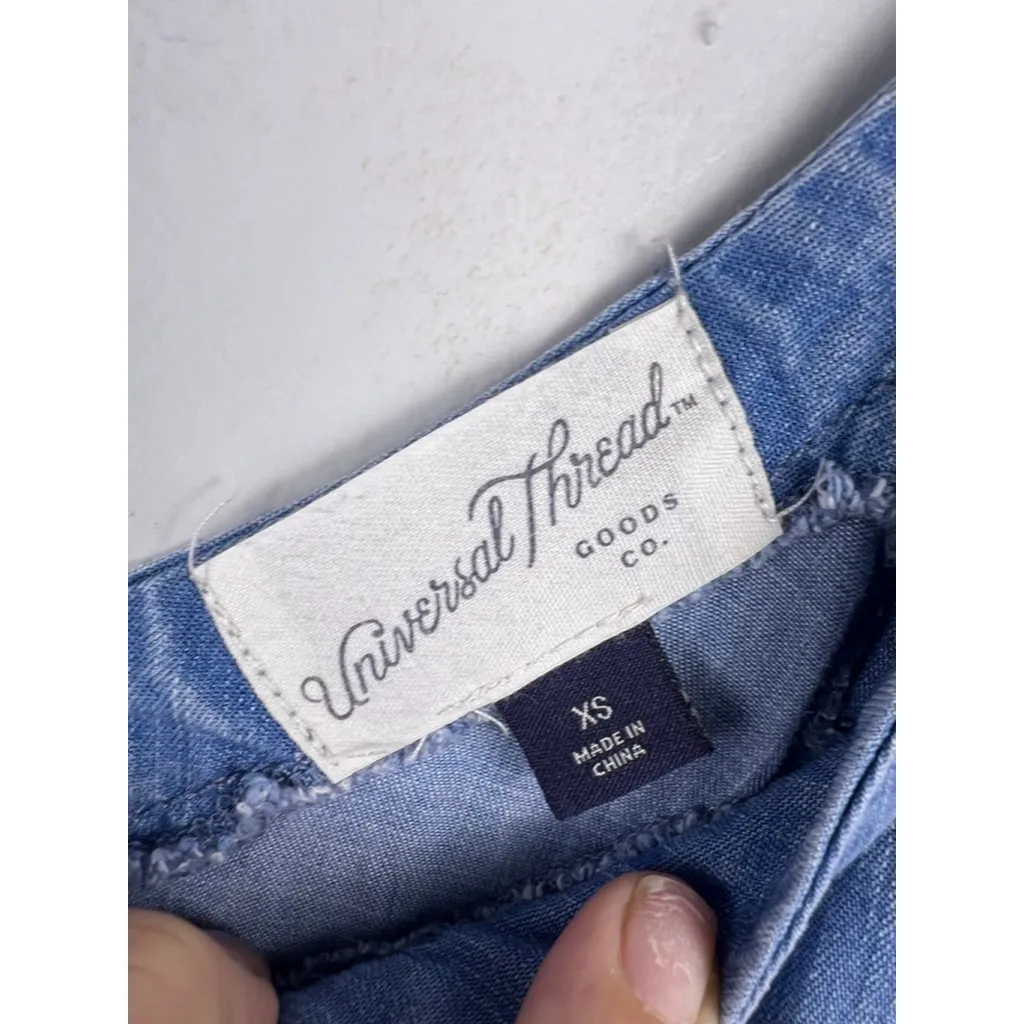 Universal Thread™
GOODS
CO.
XS
MADE IN
CHINA